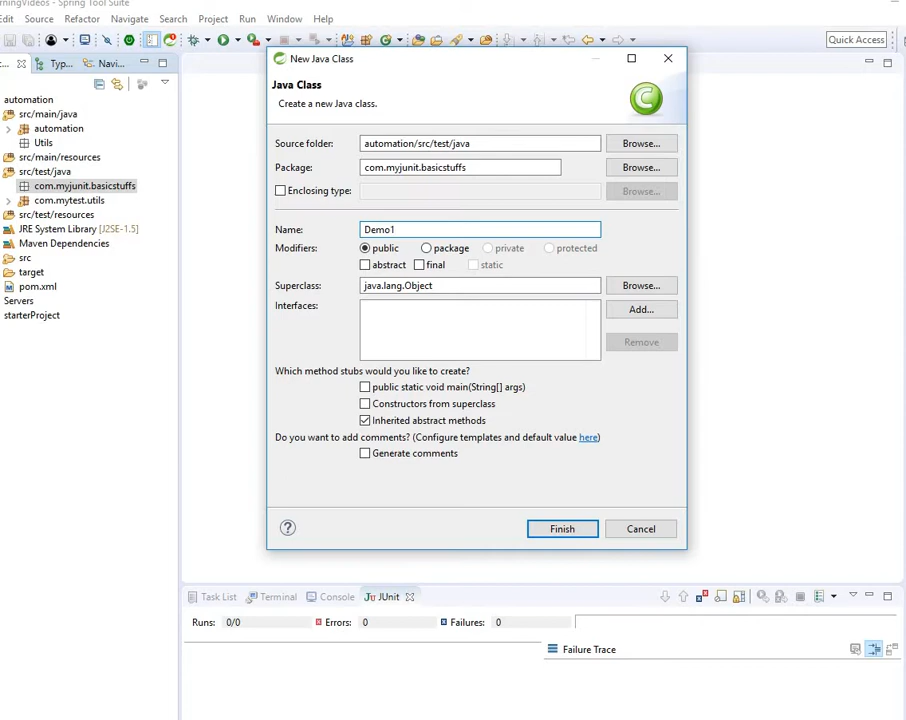 rningVideos - Spring Tool Suite
Edit Source Refactor Navigate Search Project Run Window Help
Quick Access
Typ... Navi...
automation
src/main/java
automation
Utils
src/main/resources
src/test/java
com.myjunit.basicstuffs
com.mytest.utils
src/test/resources
JRE System Library [J2SE-1.5]
Maven Dependencies
src
target
pom.xml
Servers
starterProject
New Java Class
Java Class
Create a new Java class.
Source folder: automation/src/test/java Browse...
Package: com.myjunit.basicstuffs Browse...
Enclosing type: Browse...
Name: Demo1
Modifiers: public package private protected
abstract final static
Superclass: java.lang.Object Browse...
Interfaces: Add...
Remove
Which method stubs would you like to create?
public static void main(String[] args)
Constructors from superclass
Inherited abstract methods
Do you want to add comments? (Configure templates and default value here)
Generate comments
Finish Cancel
Task List Terminal Console JUnit
Runs: 0/0 Errors: 0 Failures: 0
Failure Trace